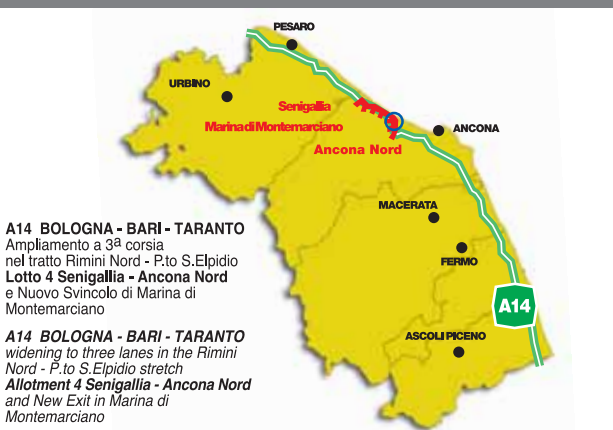 PESARO
URBINO
Senigallia
Marina di Montemarciano
ANCONA
Ancona Nord
MACERATA
FERMO
A14
ASCOLI PICENO
A14 BOLOGNA - BARI - TARANTO
Ampliamento a 3ª corsia
nel tratto Rimini Nord - P.to S.Elpidio
Lotto 4 Senigallia - Ancona Nord
e Nuovo Svincolo di Marina di
Montemarciano
A14 BOLOGNA - BARI - TARANTO
widening to three lanes in the Rimini
Nord - P.to S.Elpidio stretch
Allotment 4 Senigallia - Ancona Nord
and New Exit in Marina di
Montemarciano